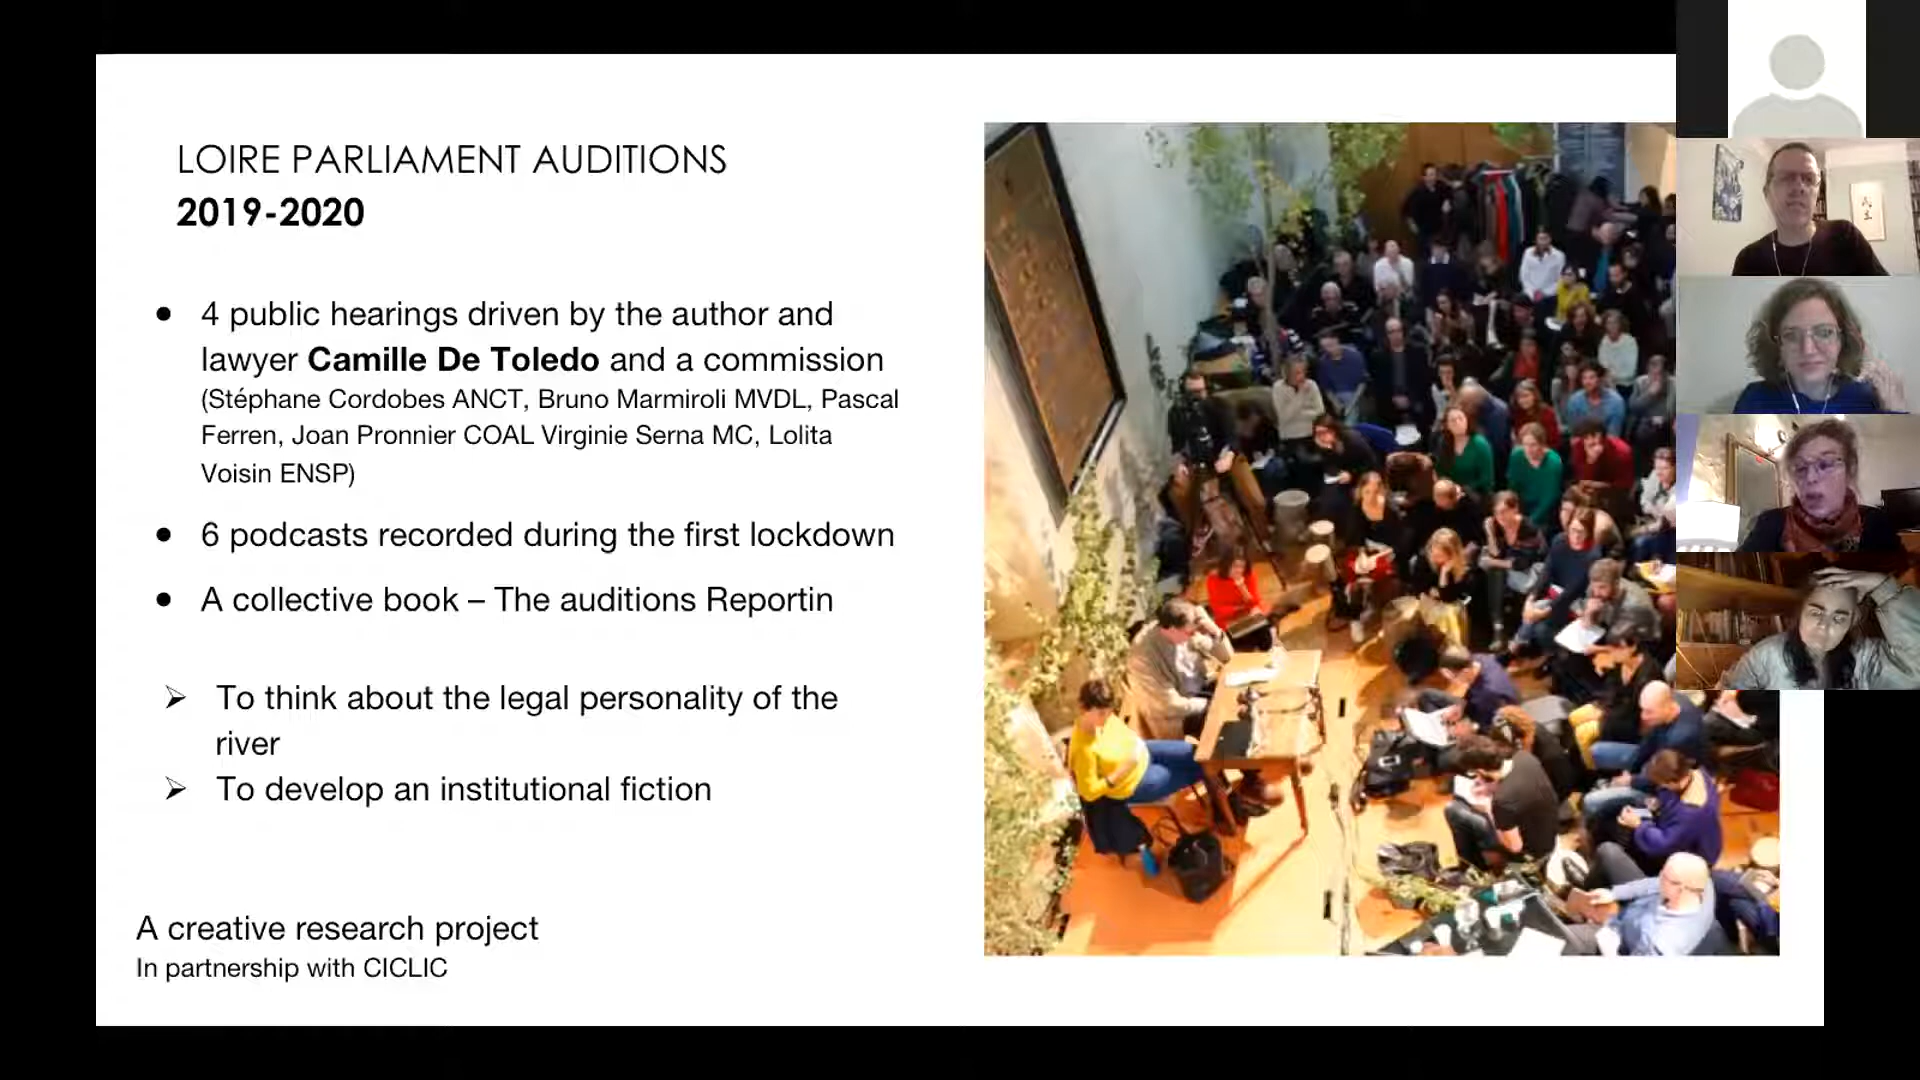 LOIRE PARLIAMENT AUDITIONS
2019-2020
● 4 public hearings driven by the author and
lawyer Camille De Toledo and a commission
(Stéphane Cordobes ANCT, Bruno Marmiroli MVDL, Pascal
Ferren, Joan Pronnier COAL Virginie Serna MC, Lolita
Voisin ENSP)
● 6 podcasts recorded during the first lockdown
● A collective book – The auditions Reportin
➢ To think about the legal personality of the
river
➢ To develop an institutional fiction
A creative research project
In partnership with CICLIC